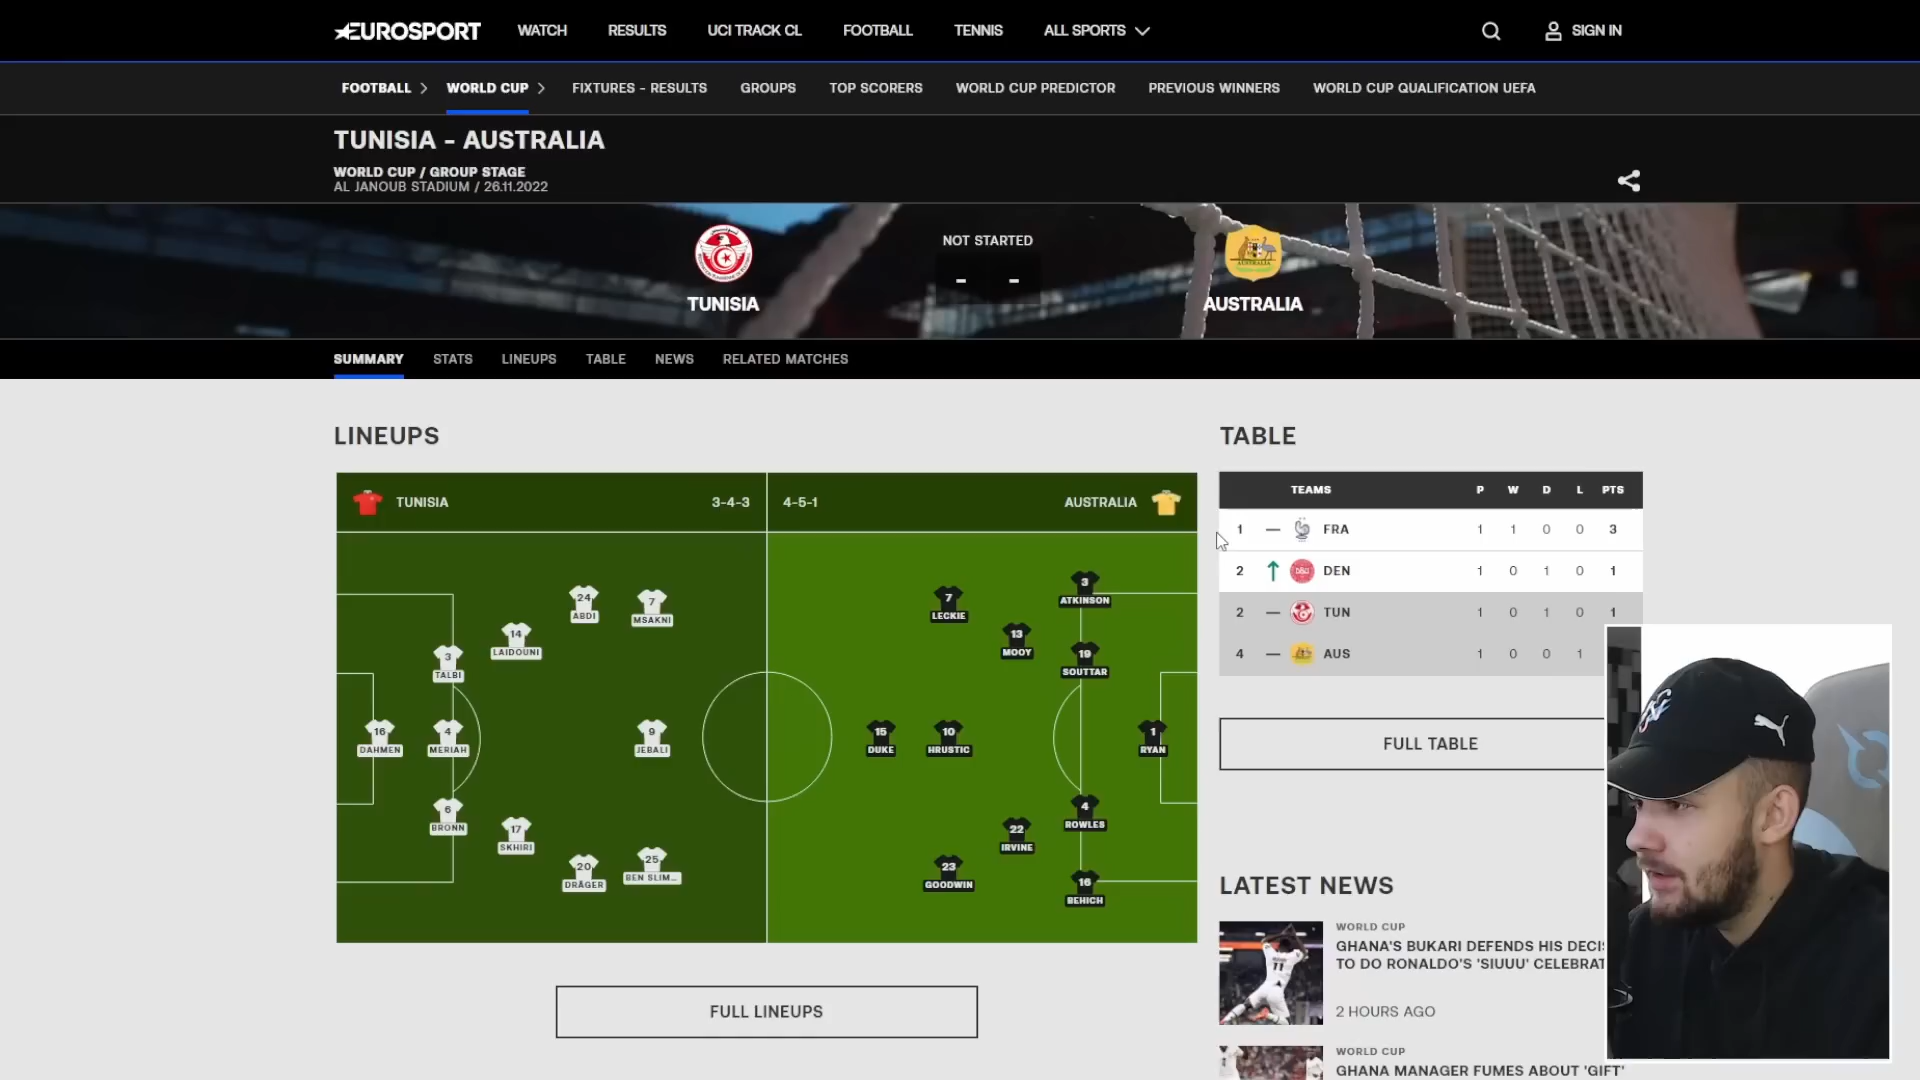 EUROSPORT WATCH RESULTS UCI TRACK CL FOOTBALL TENNIS ALL SPORTS SIGN IN
FOOTBALL WORLD CUP FIXTURES - RESULTS GROUPS TOP SCORERS WORLD CUP PREDICTOR PREVIOUS WINNERS WORLD CUP QUALIFICATION UEFA
TUNISIA - AUSTRALIA
WORLD CUP / GROUP STAGE
AL JANOUB STADIUM / 26.11.2022
NOT STARTED
- -
TUNISIA AUSTRALIA
SUMMARY STATS LINEUPS TABLE NEWS RELATED MATCHES
LINEUPS
TUNISIA 3-4-3 4-5-1 AUSTRALIA
3
ATKINSON
24
ABDI
7
MSAKNI
7
LECKIE
14
LAIDOUNI
13
MOOY
3
TALBI
19
SOUTTAR
16
DAHMEN
4
MERIAH
9
JEBALI
15
DUKE
10
HRUSTIC
1
RYAN
6
BRONN
4
ROWLES
17
SKHIRI
22
IRVINE
20
DRÄGER
25
BEN SLIM...
23
GOODWIN
16
BEHICH
FULL LINEUPS
TABLE
TEAMS P W D L PTS
1 FRA 1 1 0 0 3
2 DEN 1 0 1 0 1
2 TUN 1 0 1 0 1
4 AUS 1 0 0 1
FULL TABLE
LATEST NEWS
WORLD CUP
GHANA'S BUKARI DEFENDS HIS DECI
TO DO RONALDO'S 'SIUUU' CELEBRAT
2 HOURS AGO
WORLD CUP
GHANA MANAGER FUMES ABOUT 'GIFT'